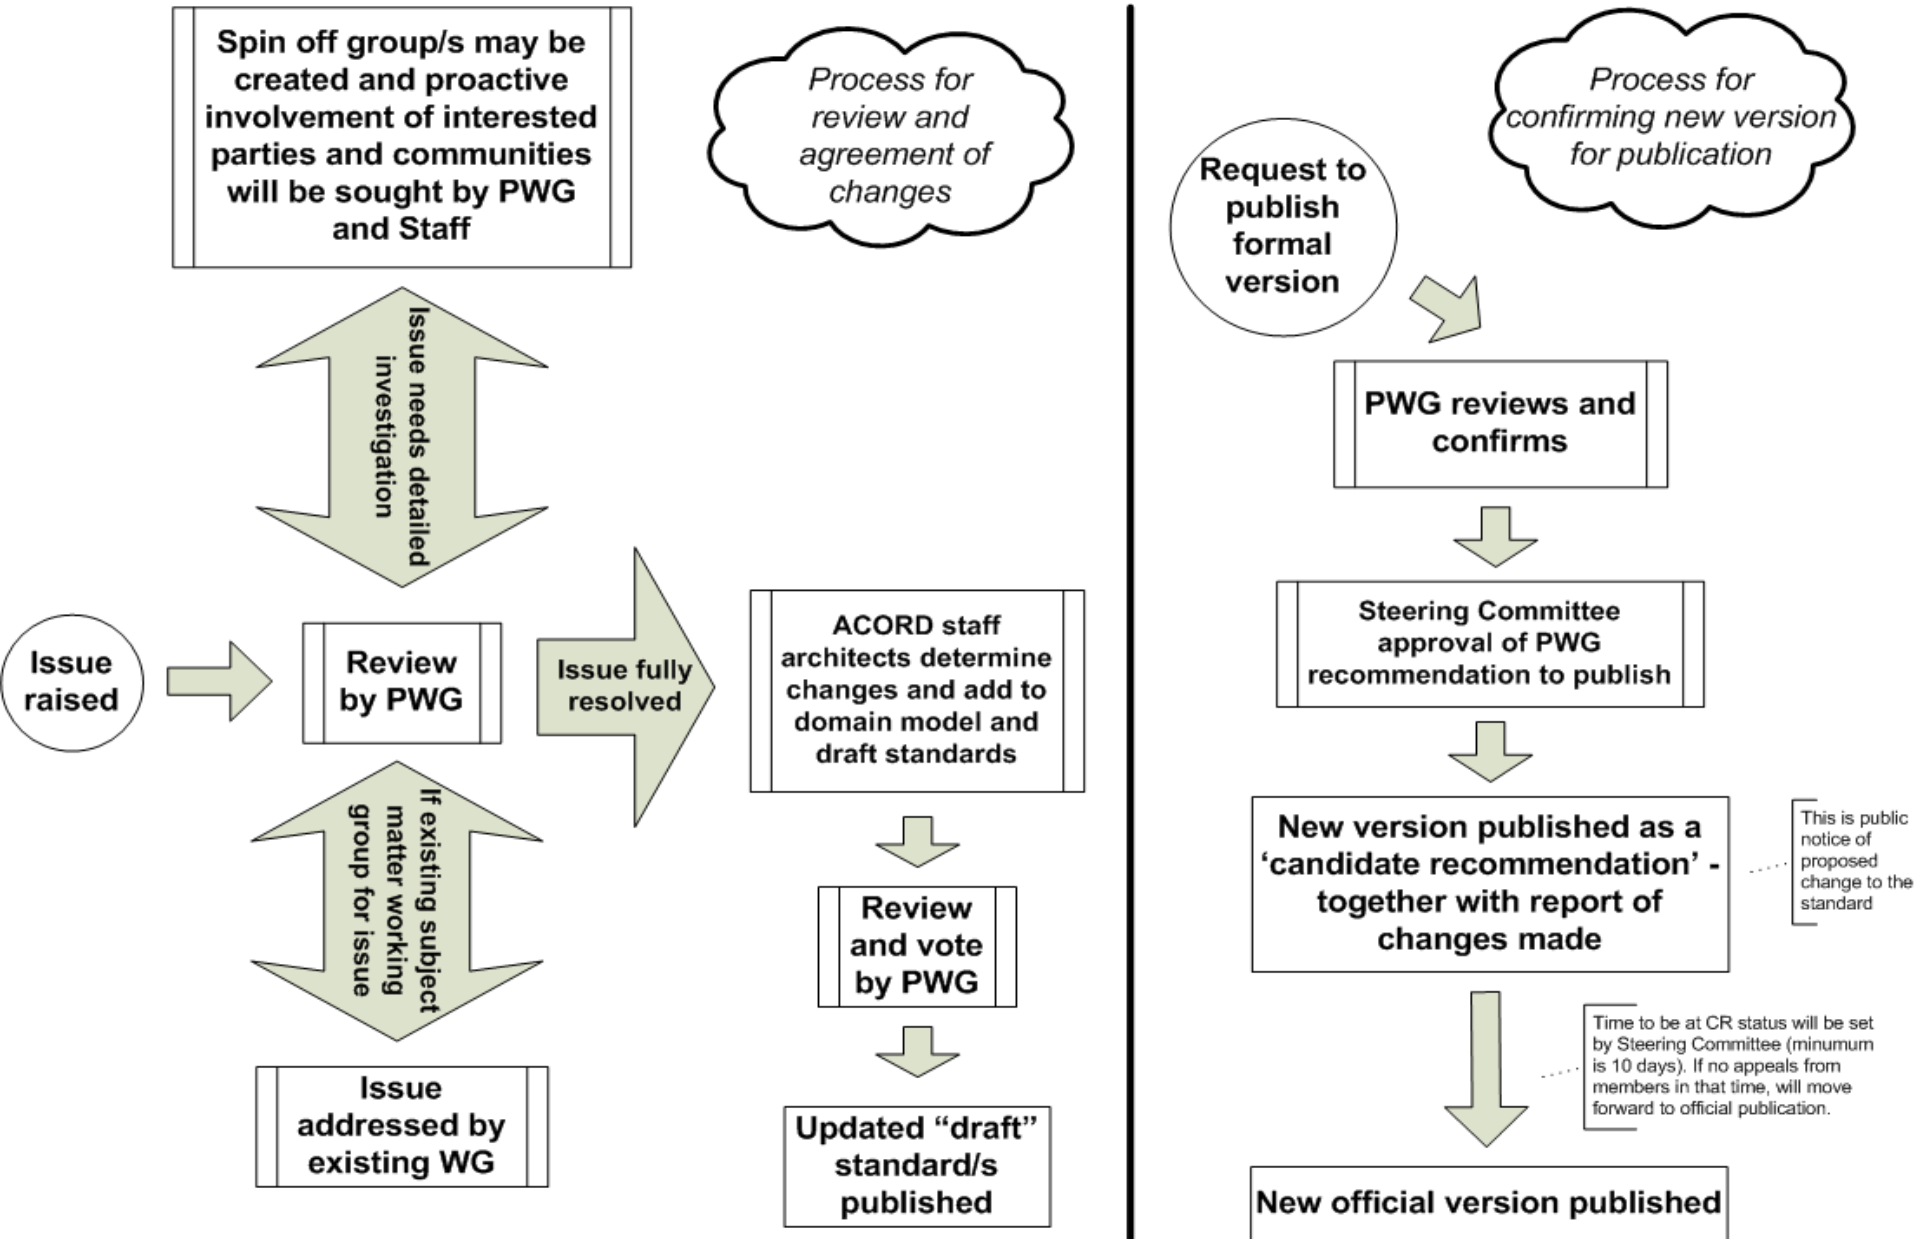 Spin off group/s may be
created and proactive
involvement of interested
parties and communities
will be sought by PWG
and Staff
Process for
review and
agreement of
changes
Issue needs detailed
investigation
Issue
raised
Review
by PWG
Issue fully
resolved
ACORD staff
architects determine
changes and add to
domain model and
draft standards
If existing subject
matter working
group for issue
Review
and vote
by PWG
Issue
addressed by
existing WG
Updated “draft”
standard/s
published
Process for
confirming new version
for publication
Request to
publish
formal
version
PWG reviews and
confirms
Steering Committee
approval of PWG
recommendation to publish
New version published as a
‘candidate recommendation’ -
together with report of
changes made
This is public
notice of
proposed
change to the
standard
Time to be at CR status will be set
by Steering Committee (minumum
is 10 days). If no appeals from
members in that time, will move
forward to official publication.
New official version published